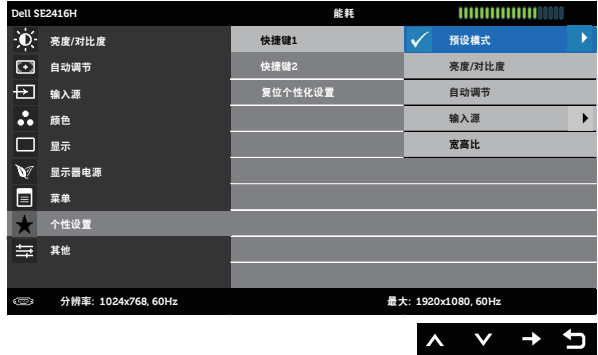 Dell SE2416H 能耗
亮度/对比度 快捷键1 预设模式
自动调节 快捷键2 亮度/对比度
输入源 复位个性化设置 自动调节
颜色 输入源
显示 宽高比
显示器电源
菜单
个性设置
其他
分辨率: 1024x768, 60Hz 最大: 1920x1080, 60Hz